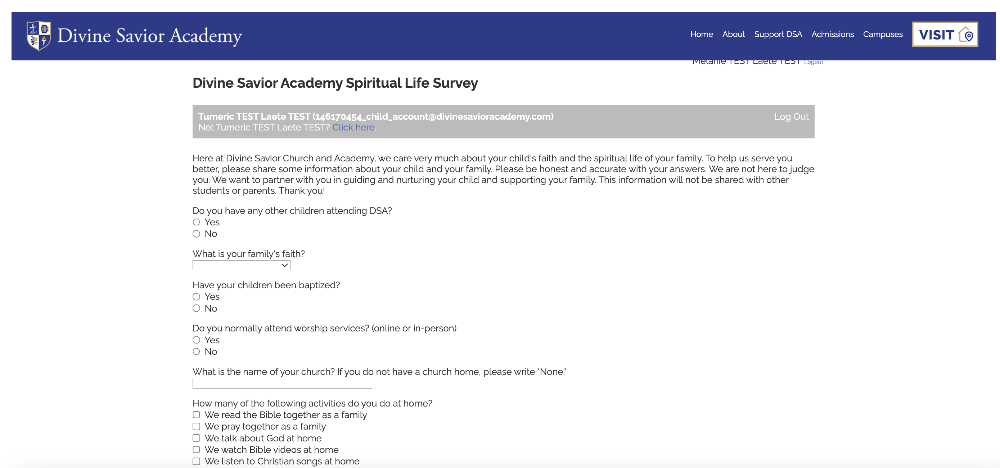 Divine Savior Academy
Home About Support DSA Admissions Campuses VISIT
Melanie TEST Laete TEST Logout
Divine Savior Academy Spiritual Life Survey
Tumeric TEST Laete TEST (146170454_child_account@divinesavioracademy.com) Log Out
Not Tumeric TEST Laete TEST? Click here.
Here at Divine Savior Church and Academy, we care very much about your child's faith and the spiritual life of your family. To help us serve you
better, please share some information about your child and your family. Please be honest and accurate with your answers. We are not here to judge
you. We want to partner with you in guiding and nurturing your child and supporting your family. This information will not be shared with other
students or parents. Thank you!
Do you have any other children attending DSA?
Yes
No
What is your family's faith?
Have your children been baptized?
Yes
No
Do you normally attend worship services? (online or in-person)
Yes
No
What is the name of your church? If you do not have a church home, please write "None."
How many of the following activities do you do at home?
We read the Bible together as a family
We pray together as a family
We talk about God at home
We watch Bible videos at home
We listen to Christian songs at home